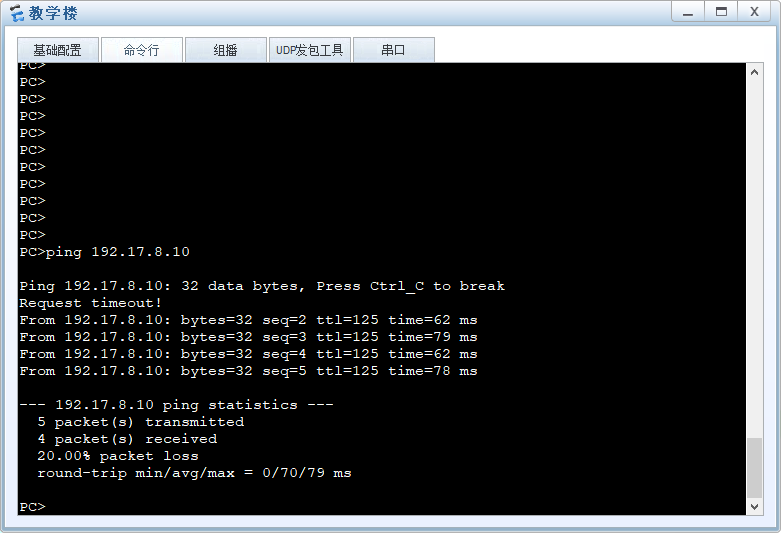 教学楼
基础配置 命令行 组播 UDP发包工具 串口
PC>
PC>
PC>
PC>
PC>
PC>
PC>
PC>
PC>
PC>
PC>
PC>ping 192.17.8.10
Ping 192.17.8.10: 32 data bytes, Press Ctrl_C to break
Request timeout!
From 192.17.8.10: bytes=32 seq=2 ttl=125 time=62 ms
From 192.17.8.10: bytes=32 seq=3 ttl=125 time=79 ms
From 192.17.8.10: bytes=32 seq=4 ttl=125 time=62 ms
From 192.17.8.10: bytes=32 seq=5 ttl=125 time=78 ms
--- 192.17.8.10 ping statistics ---
5 packet(s) transmitted
4 packet(s) received
20.00% packet loss
round-trip min/avg/max = 0/70/79 ms
PC>